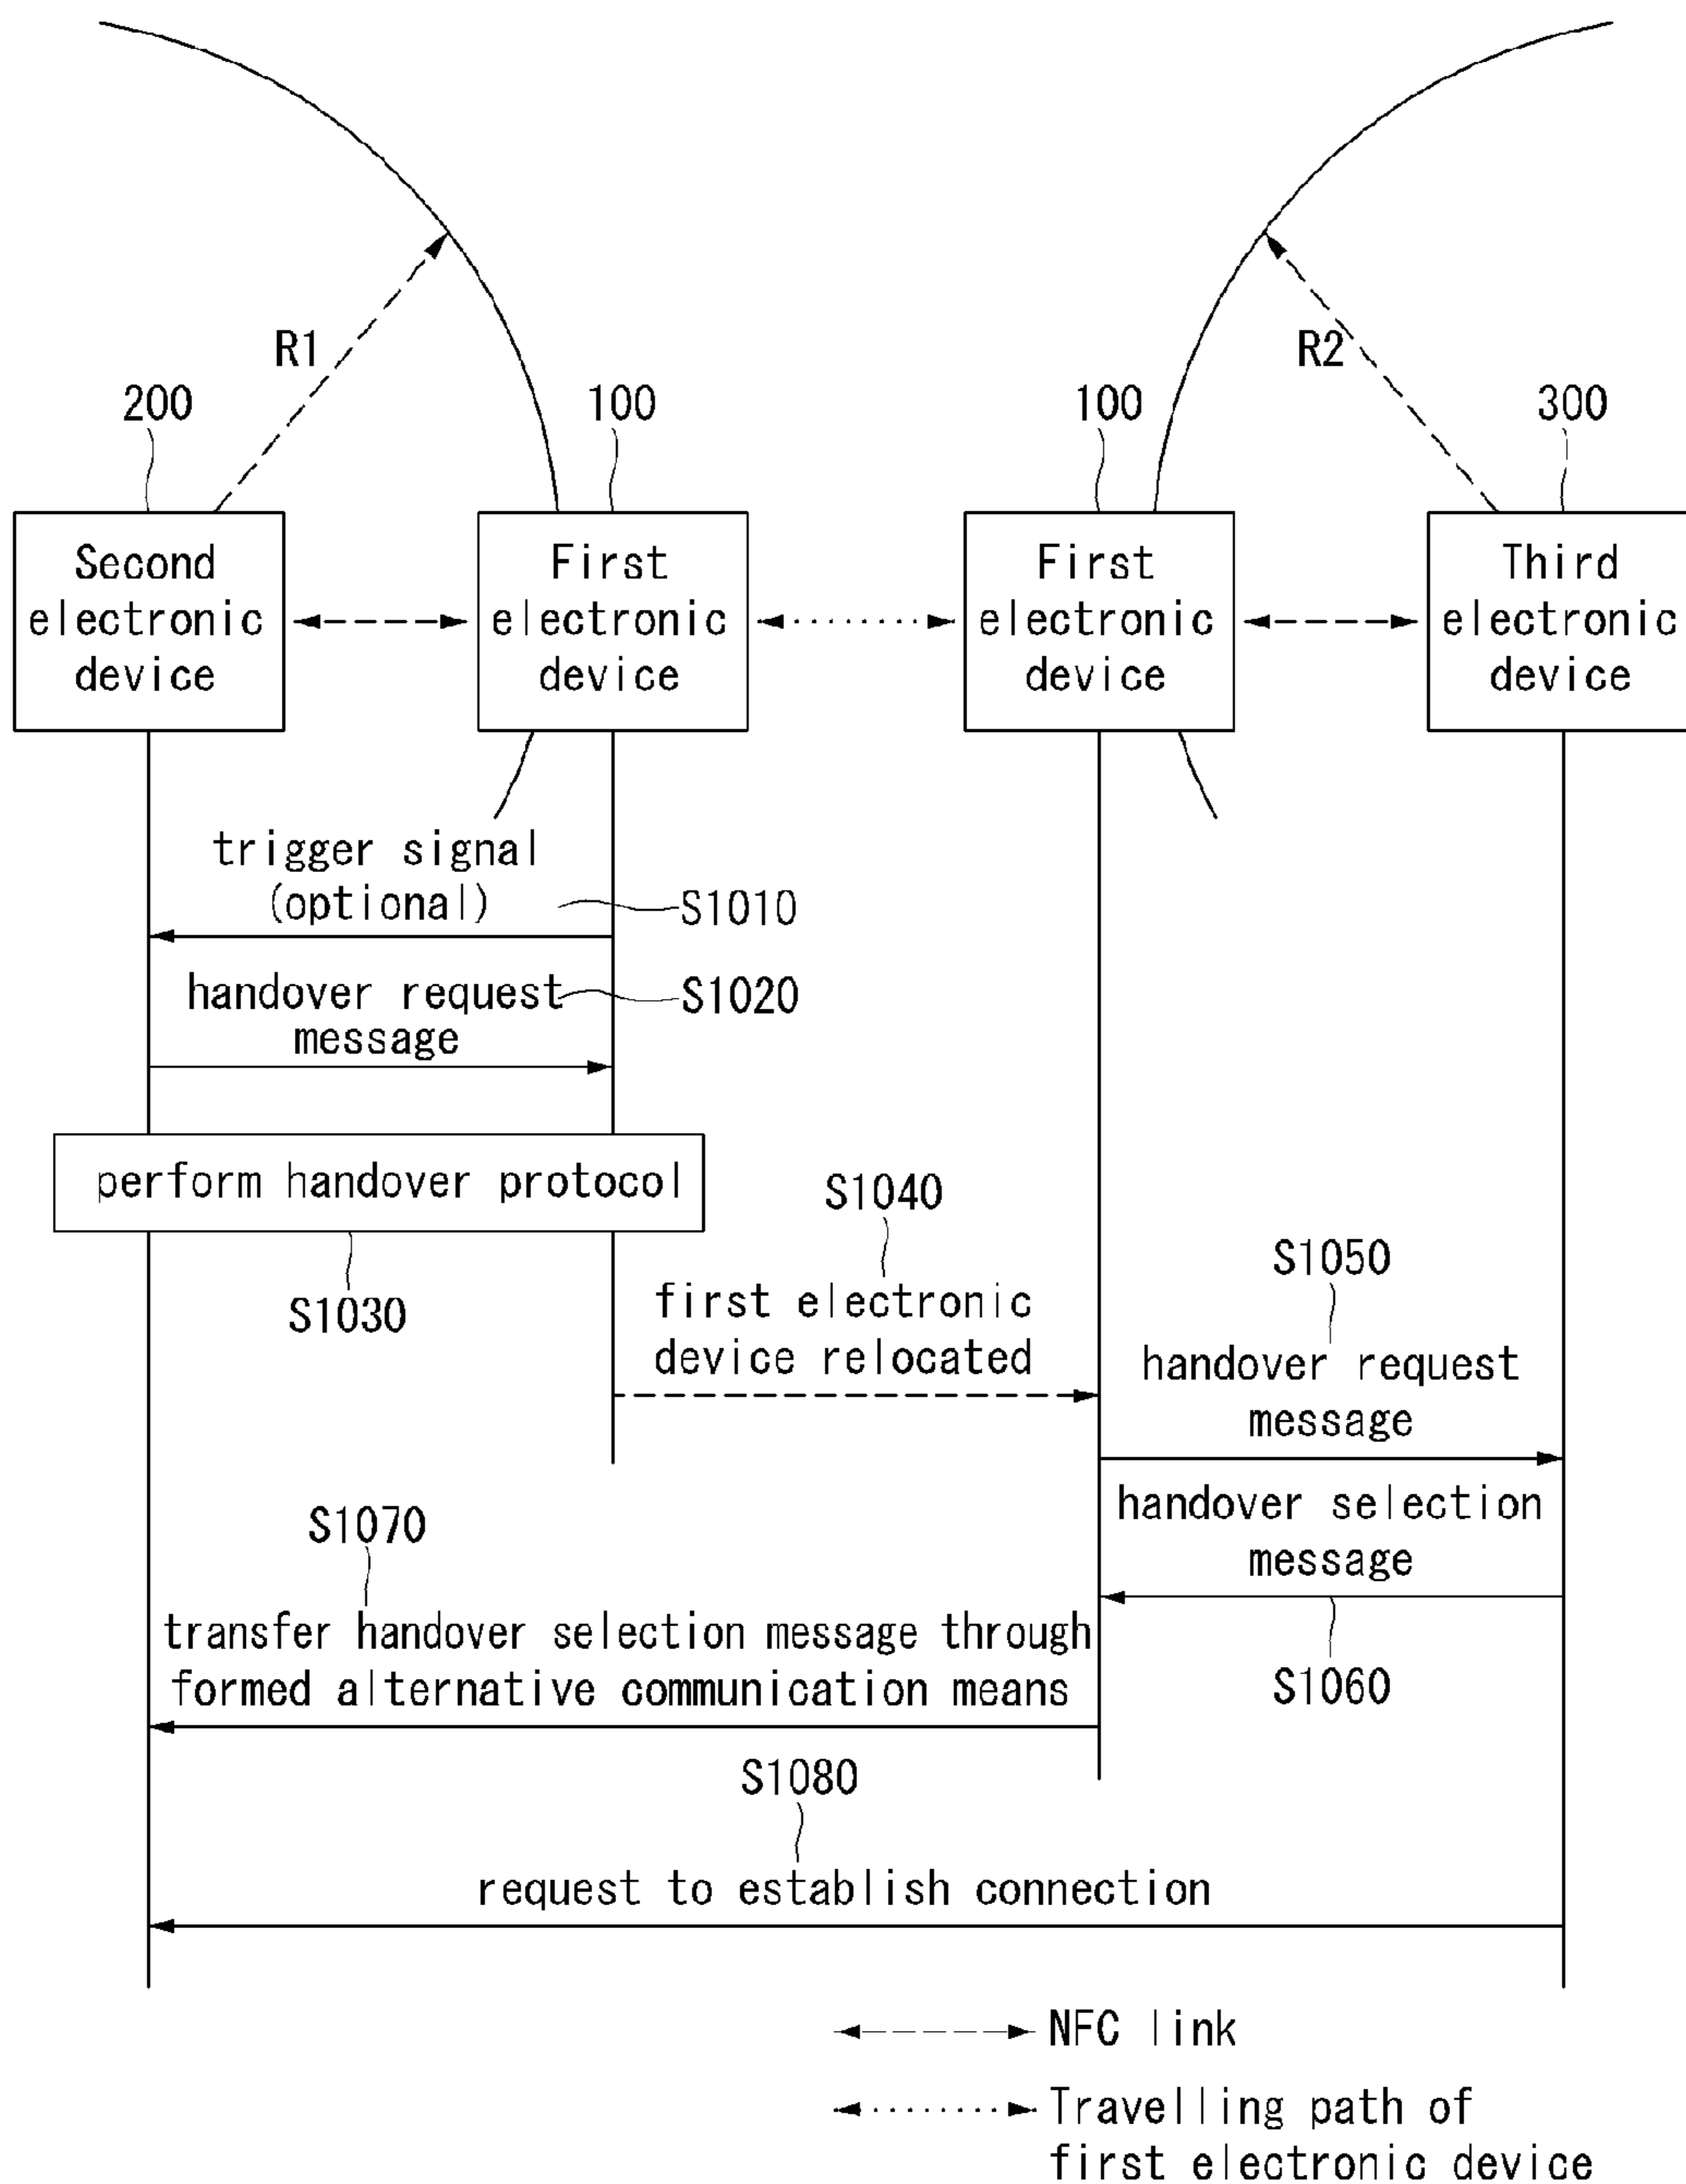 R1
R2
200
100
100
300
Second
electronic
device
First
electronic
device
First
electronic
device
Third
electronic
device
trigger signal
(optional)
S1010
handover request
message
S1020
perform handover protocol
S1030
S1040
first electronic
device relocated
S1050
handover request
message
handover selection
message
S1060
S1070
transfer handover selection message through
formed alternative communication means
S1080
request to establish connection
NFC link
Travelling path of
first electronic device